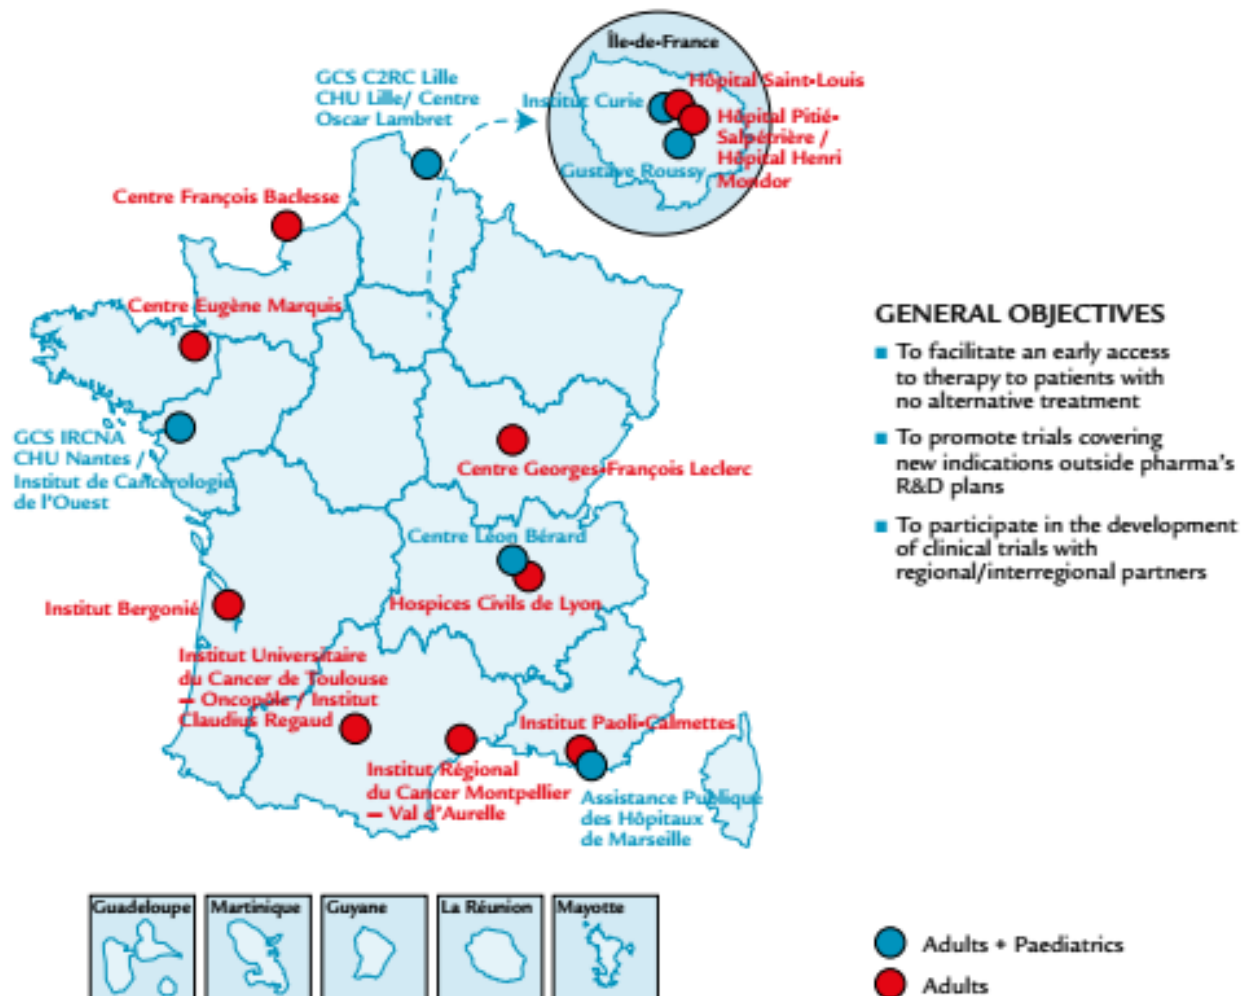 Île-de-France
Hôpital Saint-Louis
Institut Curie
Hôpital Pitié-
Salpétrière /
Hôpital Henri
Mondor
Gustave Roussy
GCS C2RC Lille
CHU Lille/ Centre
Oscar Lambret
Centre François Baclesse
Centre Eugène Marquis
GCS IRCNA
CHU Nantes /
Institut de Cancérologie
de l'Ouest
Centre Georges-François Leclerc
Centre Léon Bérard
Hospices Civils de Lyon
Institut Bergonié
Institut Universitaire
du Cancer de Toulouse
– Oncopôle / Institut
Claudius Regaud
Institut Paoli-Calmettes
Institut Régional
du Cancer Montpellier
– Val d'Aurelle
Assistance Publique
des Hôpitaux
de Marseille
GENERAL OBJECTIVES
■ To facilitate an early access
to therapy to patients with
no alternative treatment
■ To promote trials covering
new indications outside pharma's
R&D plans
■ To participate in the development
of clinical trials with
regional/interregional partners
Guadeloupe
Martinique
Guyane
La Réunion
Mayotte
Adults + Paediatrics
Adults